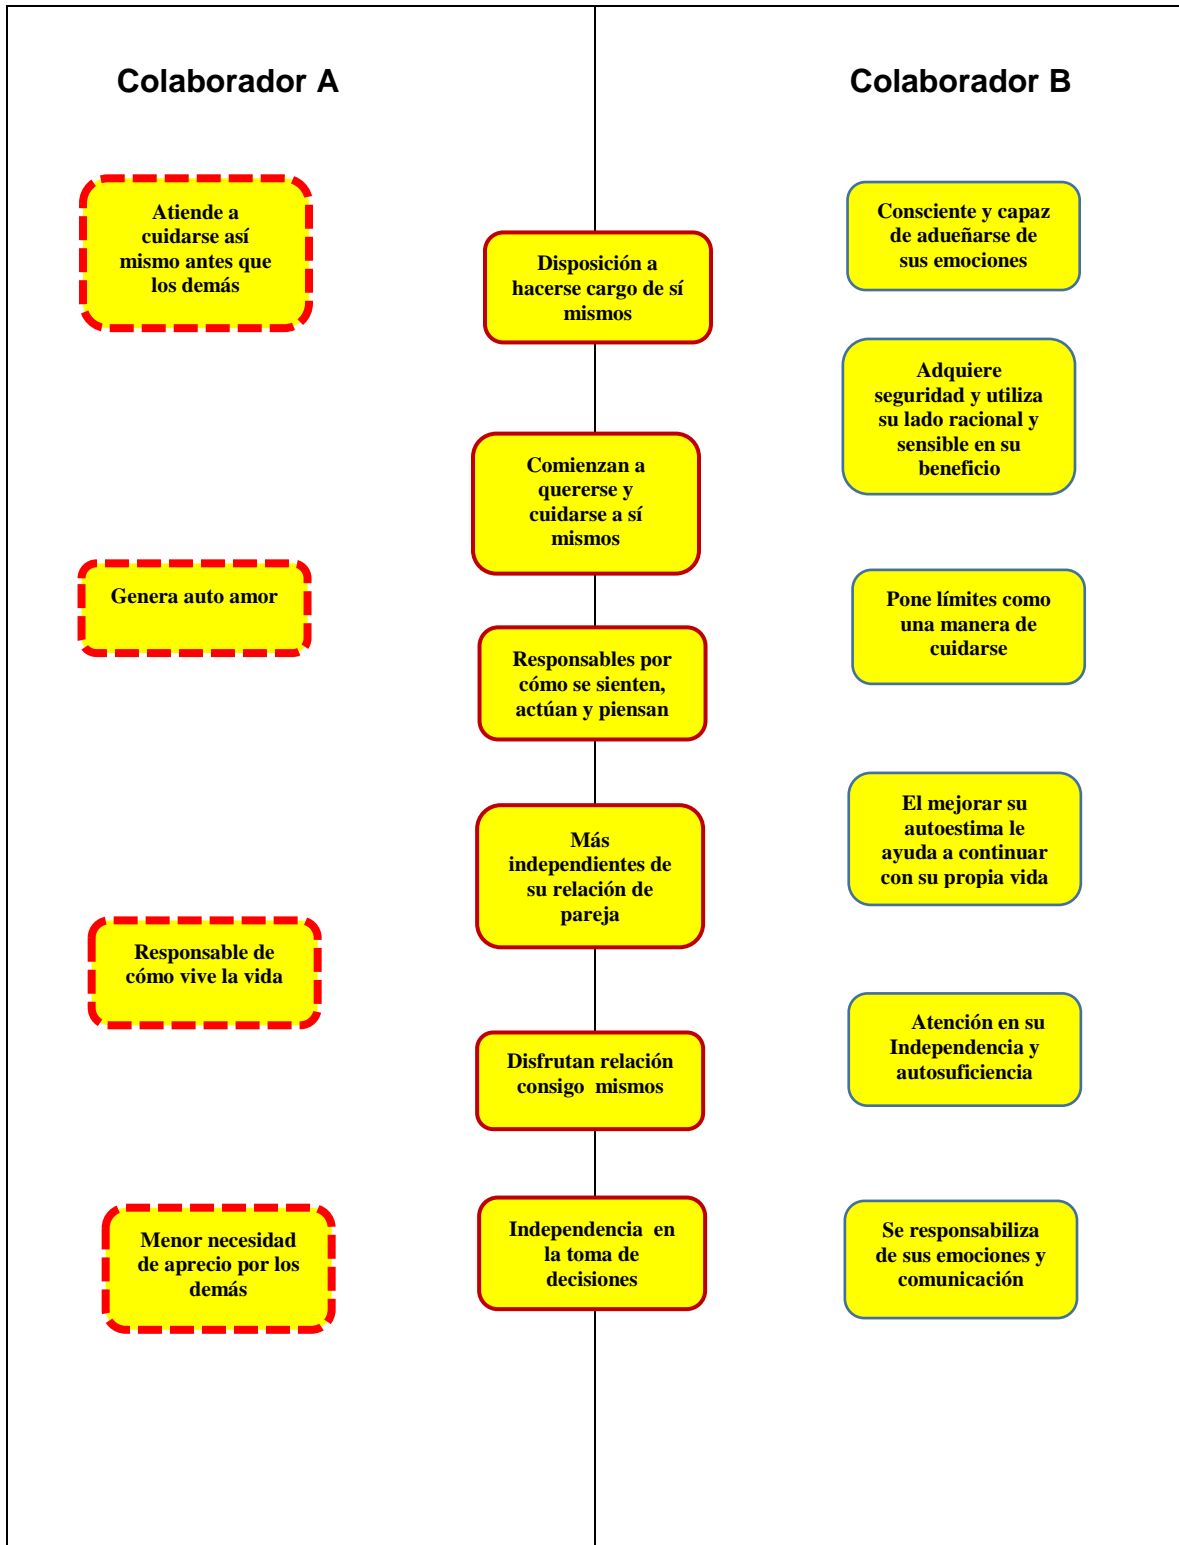 Colaborador A
Colaborador B
Atiende a
cuidarse así
mismo antes que
los demás
Genera auto amor
Responsable de
cómo vive la vida
Menor necesidad
de aprecio por los
demás
Disposición a
hacerse cargo de sí
mismos
Comienzan a
quererse y
cuidarse a sí
mismos
Responsables por
cómo se sienten,
actúan y piensan
Más
independientes de
su relación de
pareja
Disfrutan relación
consigo  mismos
Independencia  en
la toma de
decisiones
Consciente y capaz
de adueñarse de
sus emociones
Adquiere
seguridad y utiliza
su lado racional y
sensible en su
beneficio
Pone límites como
una manera de
cuidarse
El mejorar su
autoestima le
ayuda a continuar
con su propia vida
Atención en su
Independencia y
autosuficiencia
Se responsabiliza
de sus emociones y
comunicación